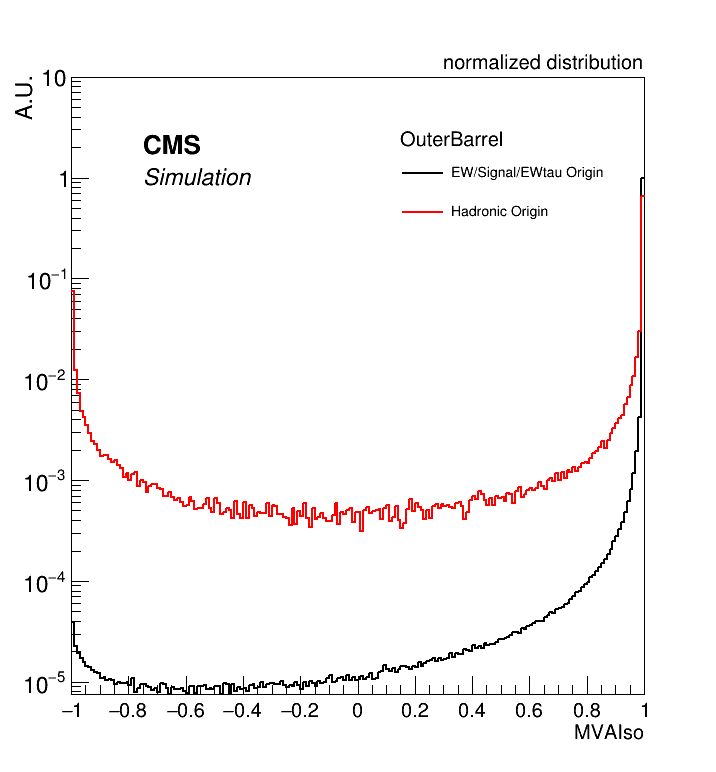 normalized distribution
A.U.
10
CMS
OuterBarrel
Simulation
EW/Signal/EWtau Origin
1
Hadronic Origin
10⁻¹
10⁻²
10⁻³
10⁻⁴
10⁻⁵
−1 −0.8 −0.6 −0.4 −0.2 0 0.2 0.4 0.6 0.8 1
MVAIso